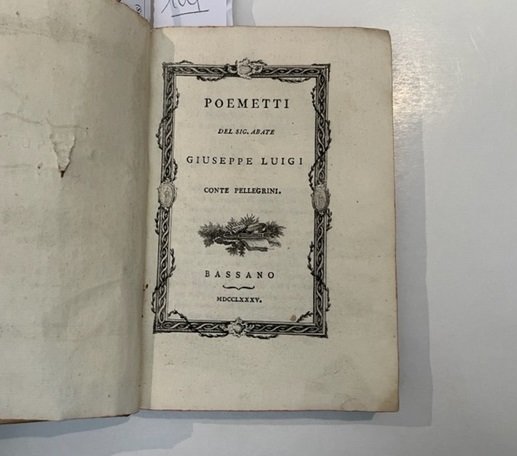 POEMETTI
DEL SIG. ABATE
GIUSEPPE LUIGI
CONTE PELLEGRINI.
BASSANO
MDCCLXXXV.